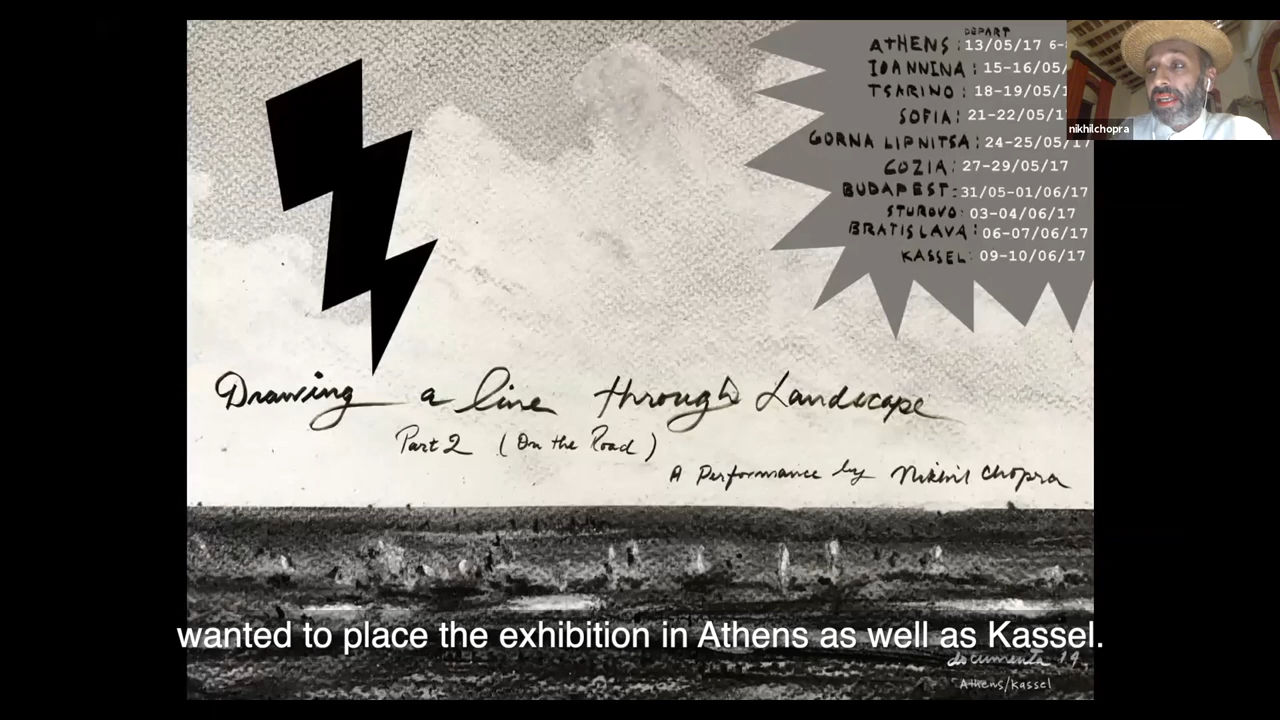 DEPART
ATHENS: 13/05/17 6-
IOANNINA: 15-16/05/
TSARINO: 18-19/05/1
SOFIA: 21-22/05/1
GORNA LIPNITSA: 24-25/05/17
COZIA: 27-29/05/17
BUDAPEST: 31/05-01/06/17
STUROVO: 03-04/06/17
BRATISLAVA: 06-07/06/17
KASSEL: 09-10/06/17
nikhilchopra
Drawing a line through Landscape
Part 2 (On the Road)
A Performance by Nikhil Chopra
wanted to place the exhibition in Athens as well as Kassel.
documenta 14
Athens/Kassel